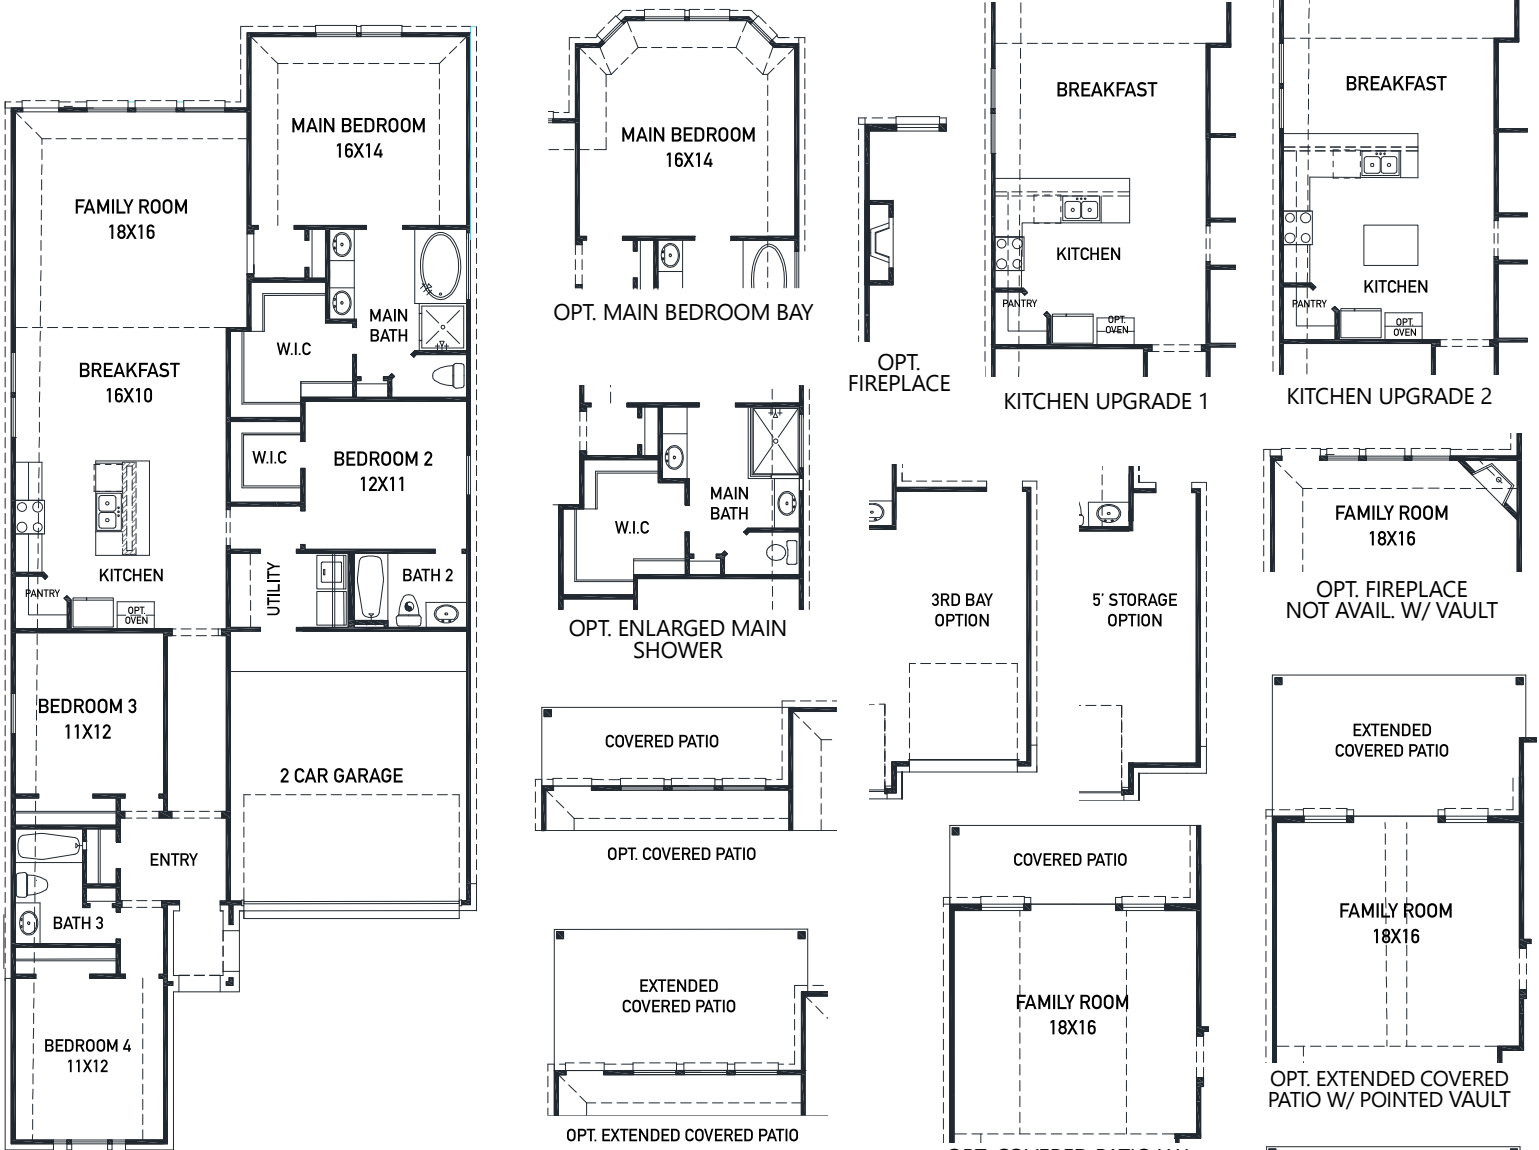 MAIN BEDROOM
16X14
FAMILY ROOM
18X16
MAIN
BATH
W.I.C
BREAKFAST
16X10
W.I.C
BEDROOM 2
12X11
KITCHEN
UTILITY
BATH 2
PANTRY
OPT.
OVEN
BEDROOM 3
11X12
2 CAR GARAGE
ENTRY
BATH 3
BEDROOM 4
11X12
MAIN BEDROOM
16X14
OPT. MAIN BEDROOM BAY
OPT.
FIREPLACE
BREAKFAST
KITCHEN
PANTRY
OPT.
OVEN
KITCHEN UPGRADE 1
BREAKFAST
KITCHEN
PANTRY
OPT.
OVEN
KITCHEN UPGRADE 2
MAIN
BATH
W.I.C
OPT. ENLARGED MAIN
SHOWER
3RD BAY
OPTION
5' STORAGE
OPTION
FAMILY ROOM
18X16
OPT. FIREPLACE
NOT AVAIL. W/ VAULT
COVERED PATIO
OPT. COVERED PATIO
EXTENDED
COVERED PATIO
OPT. EXTENDED COVERED PATIO
COVERED PATIO
FAMILY ROOM
18X16
EXTENDED
COVERED PATIO
FAMILY ROOM
18X16
OPT. EXTENDED COVERED
PATIO W/ POINTED VAULT